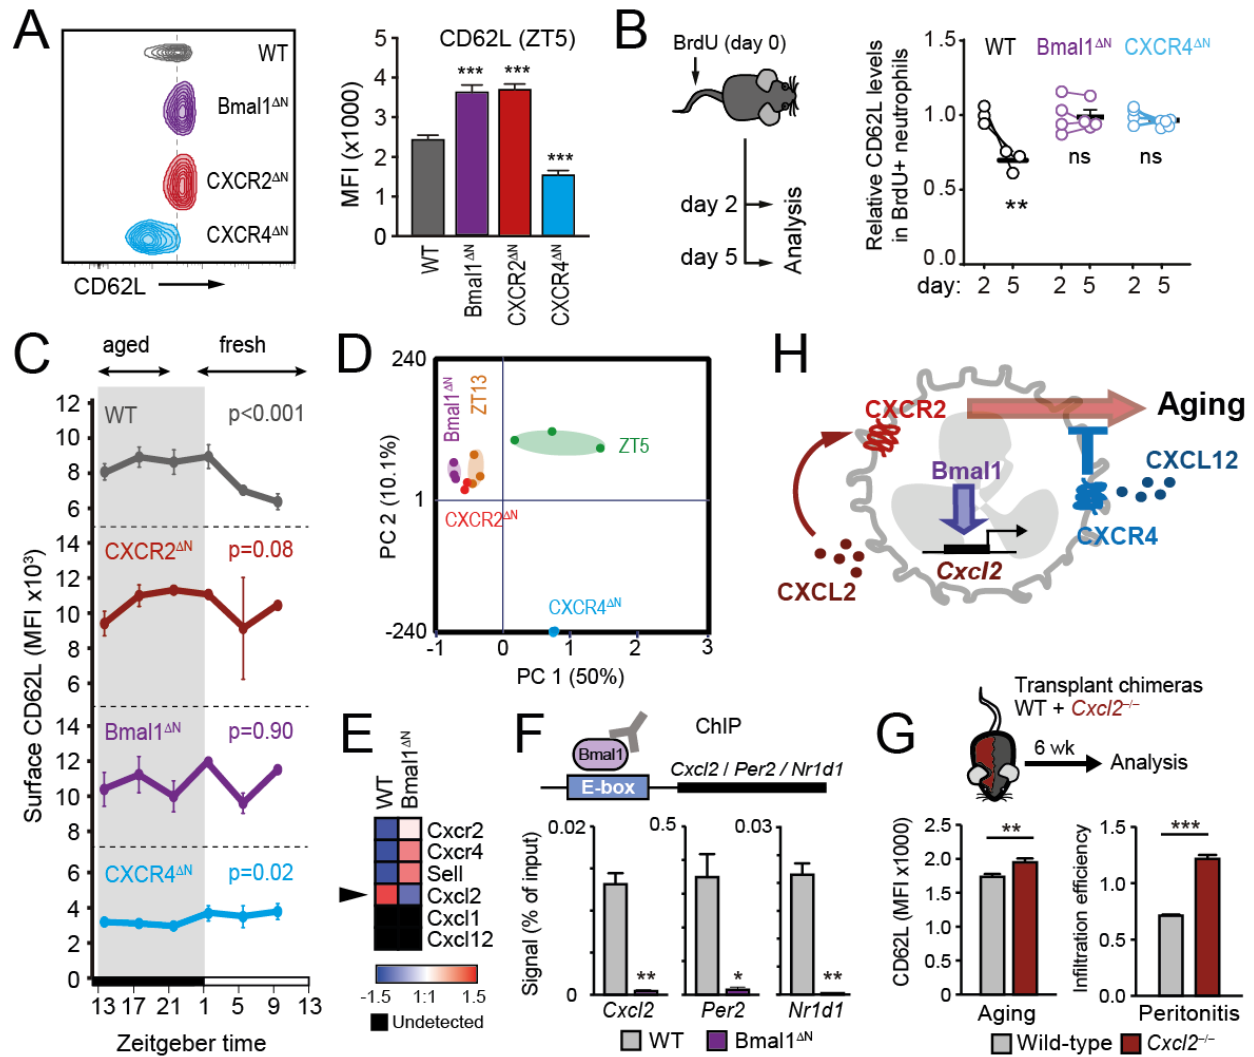 A
WT
Bmal1ΔN
CXCR2ΔN
CXCR4ΔN
CD62L
CD62L (ZT5)
MFI (x1000)
5
4
3
2
1
0
***
***
***
WT
Bmal1ΔN
CXCR2ΔN
CXCR4ΔN
B
BrdU (day 0)
day 2
day 5
Analysis
Relative CD62L levels
in BrdU+ neutrophils
1.5
1.0
0.5
0.0
WT
Bmal1ΔN
CXCR4ΔN
**
ns
ns
day: 2 5 2 5 2 5
C
aged
fresh
Surface CD62L (MFI x10³)
12
10
8
6
14
12
10
8
6
14
12
10
8
6
4
2
0
WT
p<0.001
CXCR2ΔN
p=0.08
Bmal1ΔN
p=0.90
CXCR4ΔN
p=0.02
13 17 21 1 5 9 13
Zeitgeber time
D
240
1
-240
PC 2 (10.1%)
Bmal1ΔN
ZT13
ZT5
CXCR2ΔN
CXCR4ΔN
-1 0 1 2 3
PC 1 (50%)
H
CXCR2
Aging
Bmal1
CXCL12
CXCR4
Cxcl2
CXCL2
E
WT
Bmal1ΔN
Cxcr2
Cxcr4
Sell
Cxcl2
Cxcl1
Cxcl12
-1.5 1:1 1.5
Undetected
F
ChIP
Bmal1
E-box
Cxcl2 / Per2 / Nr1d1
Signal (% of input)
0.02
0
0.5
0.03
**
*
**
Cxcl2
Per2
Nr1d1
WT
Bmal1ΔN
G
Transplant chimeras
WT + Cxcl2−/−
6 wk
Analysis
CD62L (MFI x1000)
2.5
2.0
1.5
1.0
0.5
0
**
Aging
Infiltration efficiency
1.5
1.0
0.5
0.0
***
Peritonitis
Wild-type
Cxcl2−/−